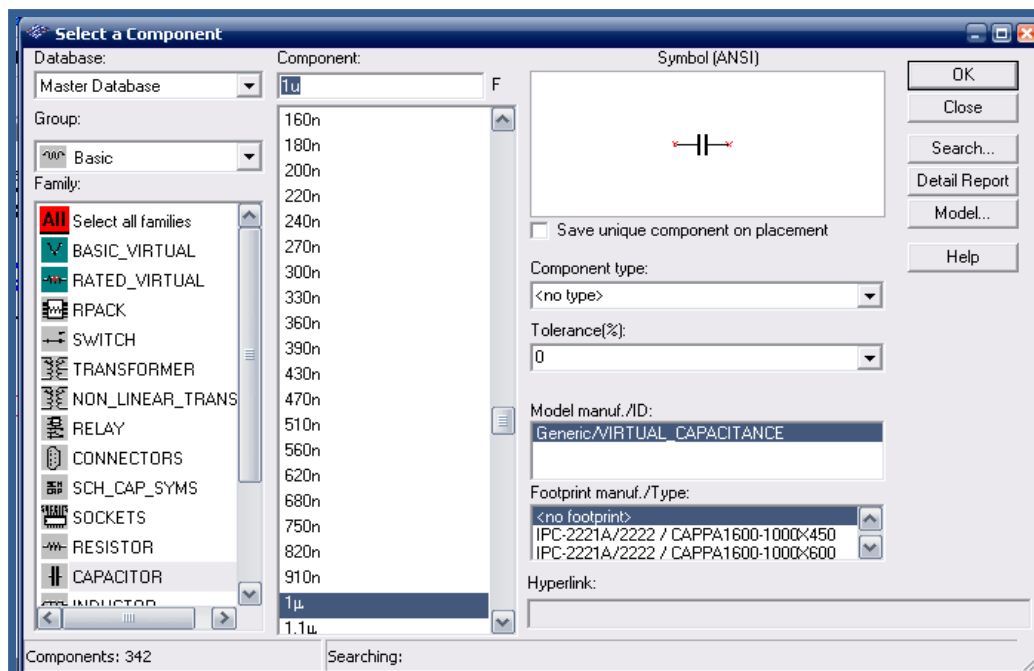 Select a Component
Database:
Master Database
Group:
Basic
Family:
All Select all families
BASIC_VIRTUAL
RATED_VIRTUAL
RPACK
SWITCH
TRANSFORMER
NON_LINEAR_TRANS
RELAY
CONNECTORS
SCH_CAP_SYMS
SOCKETS
RESISTOR
CAPACITOR
INDUCTOR
Component:
1u F
160n
180n
200n
220n
240n
270n
300n
330n
360n
390n
430n
470n
510n
560n
620n
680n
750n
820n
910n
1µ
1.1µ
Symbol (ANSI)
Save unique component on placement
Component type:
<no type>
Tolerance(%):
0
Model manuf./ID:
Generic/VIRTUAL_CAPACITANCE
Footprint manuf./Type:
<no footprint>
IPC-2221A/2222 / CAPPA1600-1000X450
IPC-2221A/2222 / CAPPA1600-1000X600
Hyperlink:
OK
Close
Search...
Detail Report
Model...
Help
Components: 342
Searching: